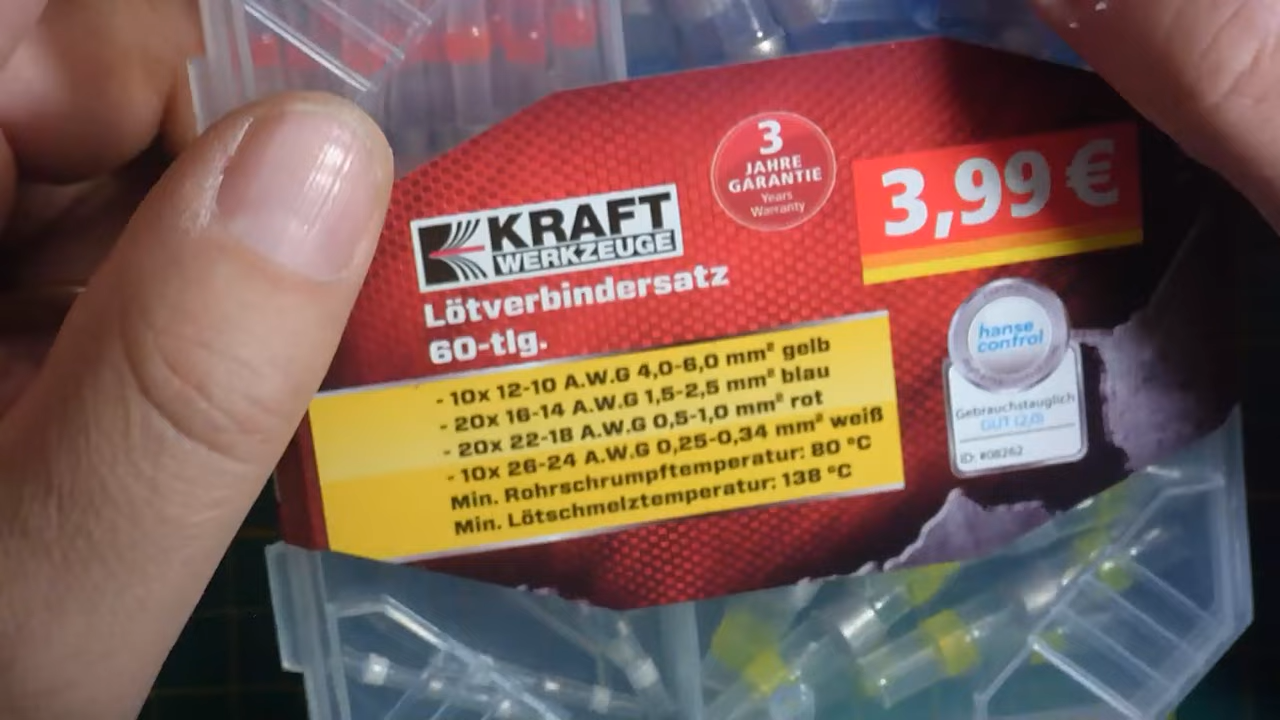 3
JAHRE
GARANTIE
Years
Warranty
3,99 €
KRAFT
WERKZEUGE
Lötverbindersatz
60-tlg.
- 10x 12-10 A.W.G 4,0-6,0 mm² gelb
- 20x 16-14 A.W.G 1,5-2,5 mm² blau
- 20x 22-18 A.W.G 0,5-1,0 mm² rot
- 10x 26-24 A.W.G 0,25-0,34 mm² weiß
Min. Rohrschrumpftemperatur: 80 °C
Min. Lötschmelztemperatur: 138 °C
hanse
control
Gebrauchstauglich
GUT (2,0)
ID: #08262